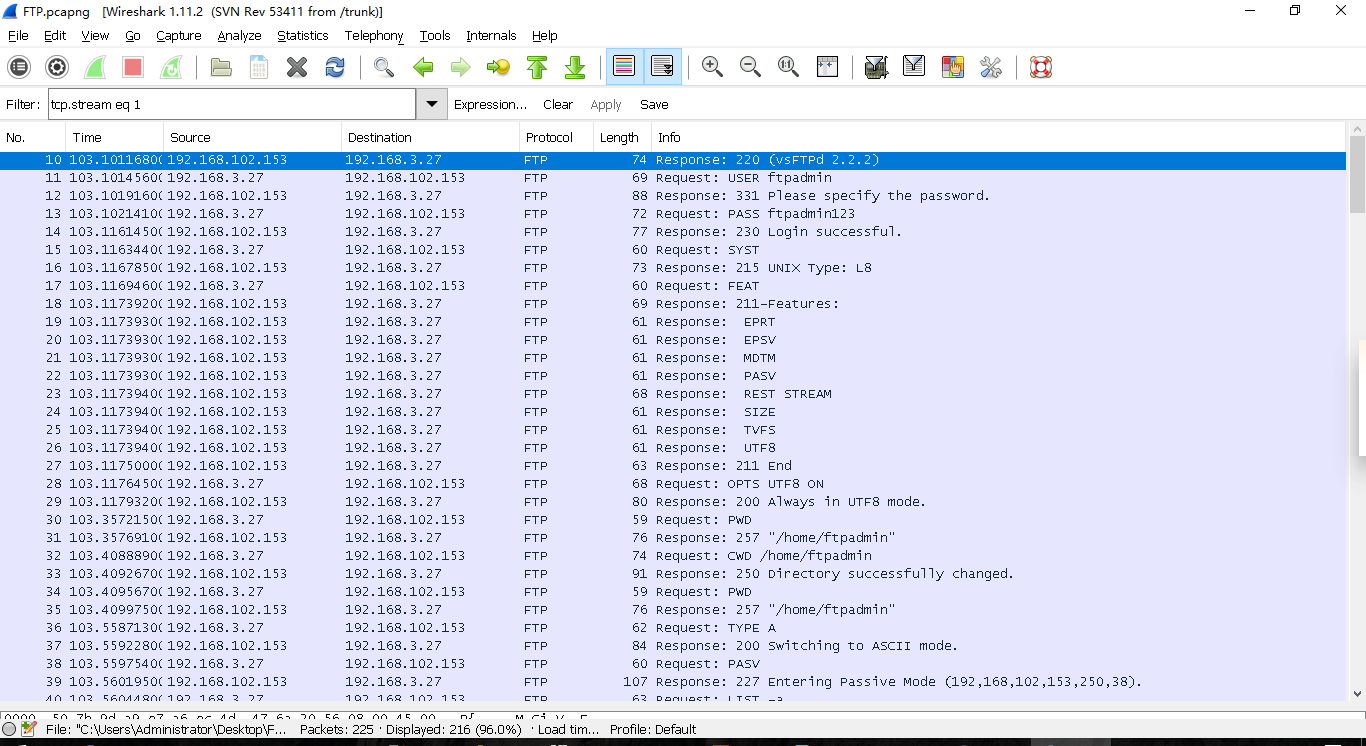 FTP.pcapng [Wireshark 1.11.2 (SVN Rev 53411 from /trunk)]
File Edit View Go Capture Analyze Statistics Telephony Tools Internals Help
Filter: tcp.stream eq 1 Expression... Clear Apply Save
No. Time Source Destination Protocol Length Info
10 103.1011680( 192.168.102.153 192.168.3.27 FTP 74 Response: 220 (vsFTPd 2.2.2)
11 103.1014560( 192.168.3.27 192.168.102.153 FTP 69 Request: USER ftpadmin
12 103.1019160( 192.168.102.153 192.168.3.27 FTP 88 Response: 331 Please specify the password.
13 103.1021410( 192.168.3.27 192.168.102.153 FTP 72 Request: PASS ftpadmin123
14 103.1161450( 192.168.102.153 192.168.3.27 FTP 77 Response: 230 Login successful.
15 103.1163440( 192.168.3.27 192.168.102.153 FTP 60 Request: SYST
16 103.1167850( 192.168.102.153 192.168.3.27 FTP 73 Response: 215 UNIX Type: L8
17 103.1169460( 192.168.3.27 192.168.102.153 FTP 60 Request: FEAT
18 103.1173920( 192.168.102.153 192.168.3.27 FTP 69 Response: 211-Features:
19 103.1173930( 192.168.102.153 192.168.3.27 FTP 61 Response: EPRT
20 103.1173930( 192.168.102.153 192.168.3.27 FTP 61 Response: EPSV
21 103.1173930( 192.168.102.153 192.168.3.27 FTP 61 Response: MDTM
22 103.1173930( 192.168.102.153 192.168.3.27 FTP 61 Response: PASV
23 103.1173940( 192.168.102.153 192.168.3.27 FTP 68 Response: REST STREAM
24 103.1173940( 192.168.102.153 192.168.3.27 FTP 61 Response: SIZE
25 103.1173940( 192.168.102.153 192.168.3.27 FTP 61 Response: TVFS
26 103.1173940( 192.168.102.153 192.168.3.27 FTP 61 Response: UTF8
27 103.1175000( 192.168.102.153 192.168.3.27 FTP 63 Response: 211 End
28 103.1176450( 192.168.3.27 192.168.102.153 FTP 68 Request: OPTS UTF8 ON
29 103.1179320( 192.168.102.153 192.168.3.27 FTP 80 Response: 200 Always in UTF8 mode.
30 103.3572150( 192.168.3.27 192.168.102.153 FTP 59 Request: PWD
31 103.3576910( 192.168.102.153 192.168.3.27 FTP 76 Response: 257 "/home/ftpadmin"
32 103.4088890( 192.168.3.27 192.168.102.153 FTP 74 Request: CWD /home/ftpadmin
33 103.4092670( 192.168.102.153 192.168.3.27 FTP 91 Response: 250 Directory successfully changed.
34 103.4095670( 192.168.3.27 192.168.102.153 FTP 59 Request: PWD
35 103.4099750( 192.168.102.153 192.168.3.27 FTP 76 Response: 257 "/home/ftpadmin"
36 103.5587130( 192.168.3.27 192.168.102.153 FTP 62 Request: TYPE A
37 103.5592280( 192.168.102.153 192.168.3.27 FTP 84 Response: 200 Switching to ASCII mode.
38 103.5597540( 192.168.3.27 192.168.102.153 FTP 60 Request: PASV
39 103.5601950( 192.168.102.153 192.168.3.27 FTP 107 Response: 227 Entering Passive Mode (192,168,102,153,250,38).
40 103.5604480( 192.168.3.27 192.168.102.153 FTP 63 Request: LIST -a
File: "C:\Users\Administrator\Desktop\F... Packets: 225 · Displayed: 216 (96.0%) · Load tim... Profile: Default